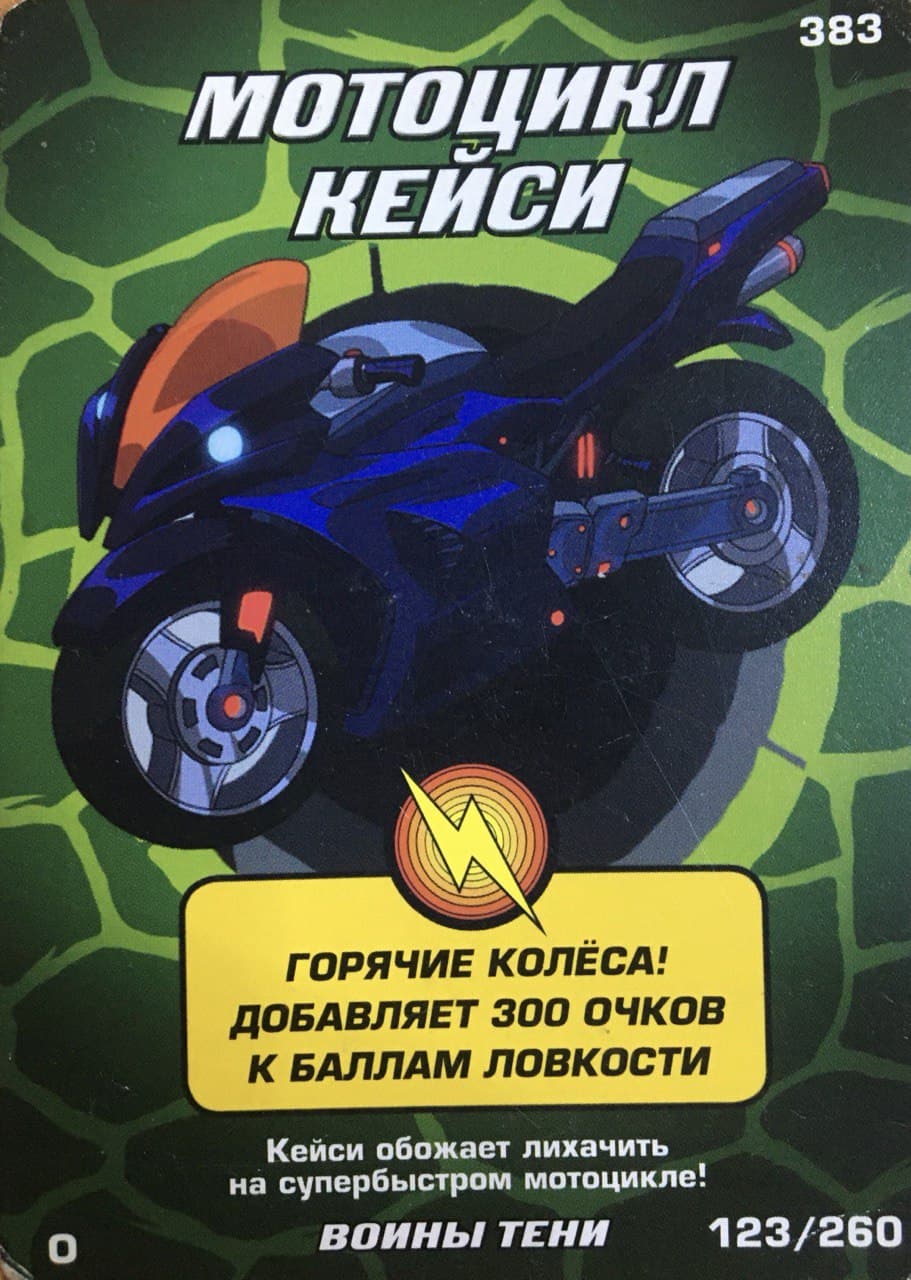 383
МОТОЦИКЛ
КЕЙСИ
ГОРЯЧИЕ КОЛЁСА!
ДОБАВЛЯЕТ 300 ОЧКОВ
К БАЛЛАМ ЛОВКОСТИ
Кейси обожает лихачить
на супербыстром мотоцикле!
0
ВОИНЫ ТЕНИ
123/260